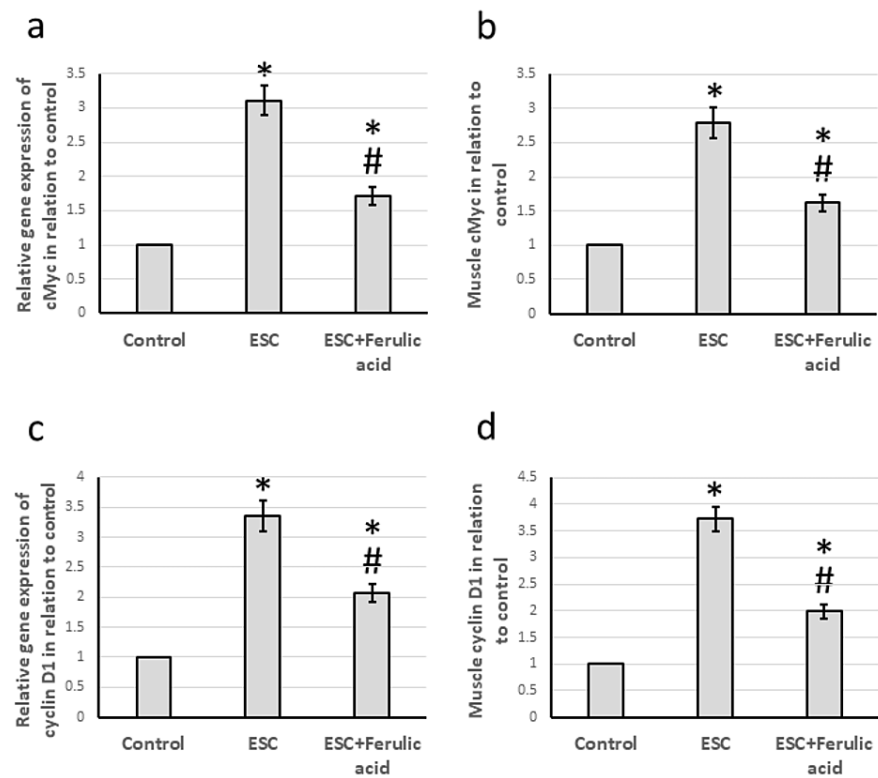 a
Relative gene expression of
cMyc in relation to control
3.5
3
2.5
2
1.5
1
0.5
0
*
*
#
Control
ESC
ESC+Ferulic
acid
b
Muscle cMyc in relation to
control
3.5
3
2.5
2
1.5
1
0.5
0
*
*
#
Control
ESC
ESC+Ferulic
acid
c
Relative gene expression of
cyclin D1 in relation to control
4
3.5
3
2.5
2
1.5
1
0.5
0
*
*
#
Control
ESC
ESC+Ferulic
acid
d
Muscle cyclin D1 in relation
to control
4.5
4
3.5
3
2.5
2
1.5
1
0.5
0
*
*
#
Control
ESC
ESC+Ferulic
acid